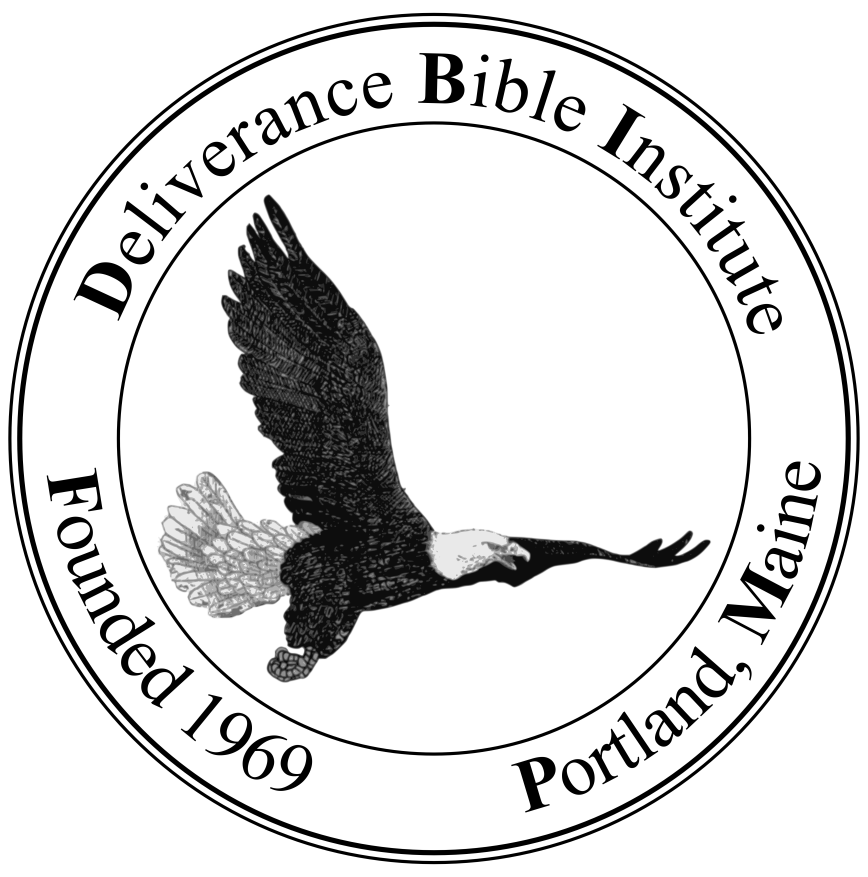 Deliverance Bible Institute
Founded 1969
Portland, Maine